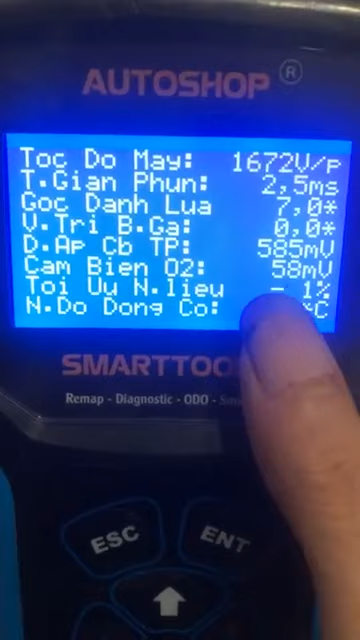 AUTOSHOP ®
Toc Do May: 1672V/p
T.Gian Phun: 2,5ms
Goc Danh Lua 7,0*
V.Tri B.Ga: 0,0*
D.Ap Cb TP: 585mV
Cam Bien O2: 58mV
Toi Uu N.lieu - 1%
N.Do Dong Co: *C
SMARTTOO
Remap - Diagnostic - ODO -
ESC
ENT